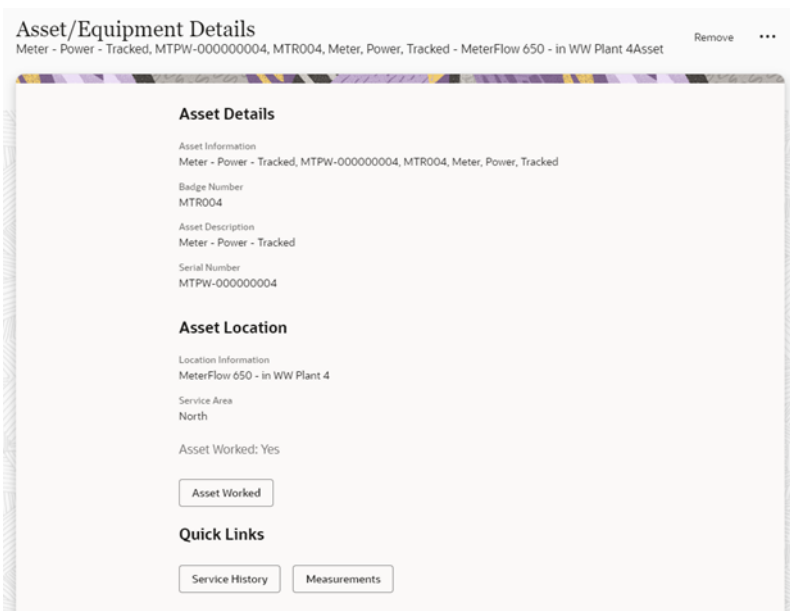 Asset/Equipment Details
Remove
Meter - Power - Tracked, MTPW-000000004, MTR004, Meter, Power, Tracked - MeterFlow 650 - in WW Plant 4Asset
Asset Details
Asset Information
Meter - Power - Tracked, MTPW-000000004, MTR004, Meter, Power, Tracked
Badge Number
MTR004
Asset Description
Meter - Power - Tracked
Serial Number
MTPW-000000004
Asset Location
Location Information
MeterFlow 650 - in WW Plant 4
Service Area
North
Asset Worked: Yes
Asset Worked
Quick Links
Service History Measurements